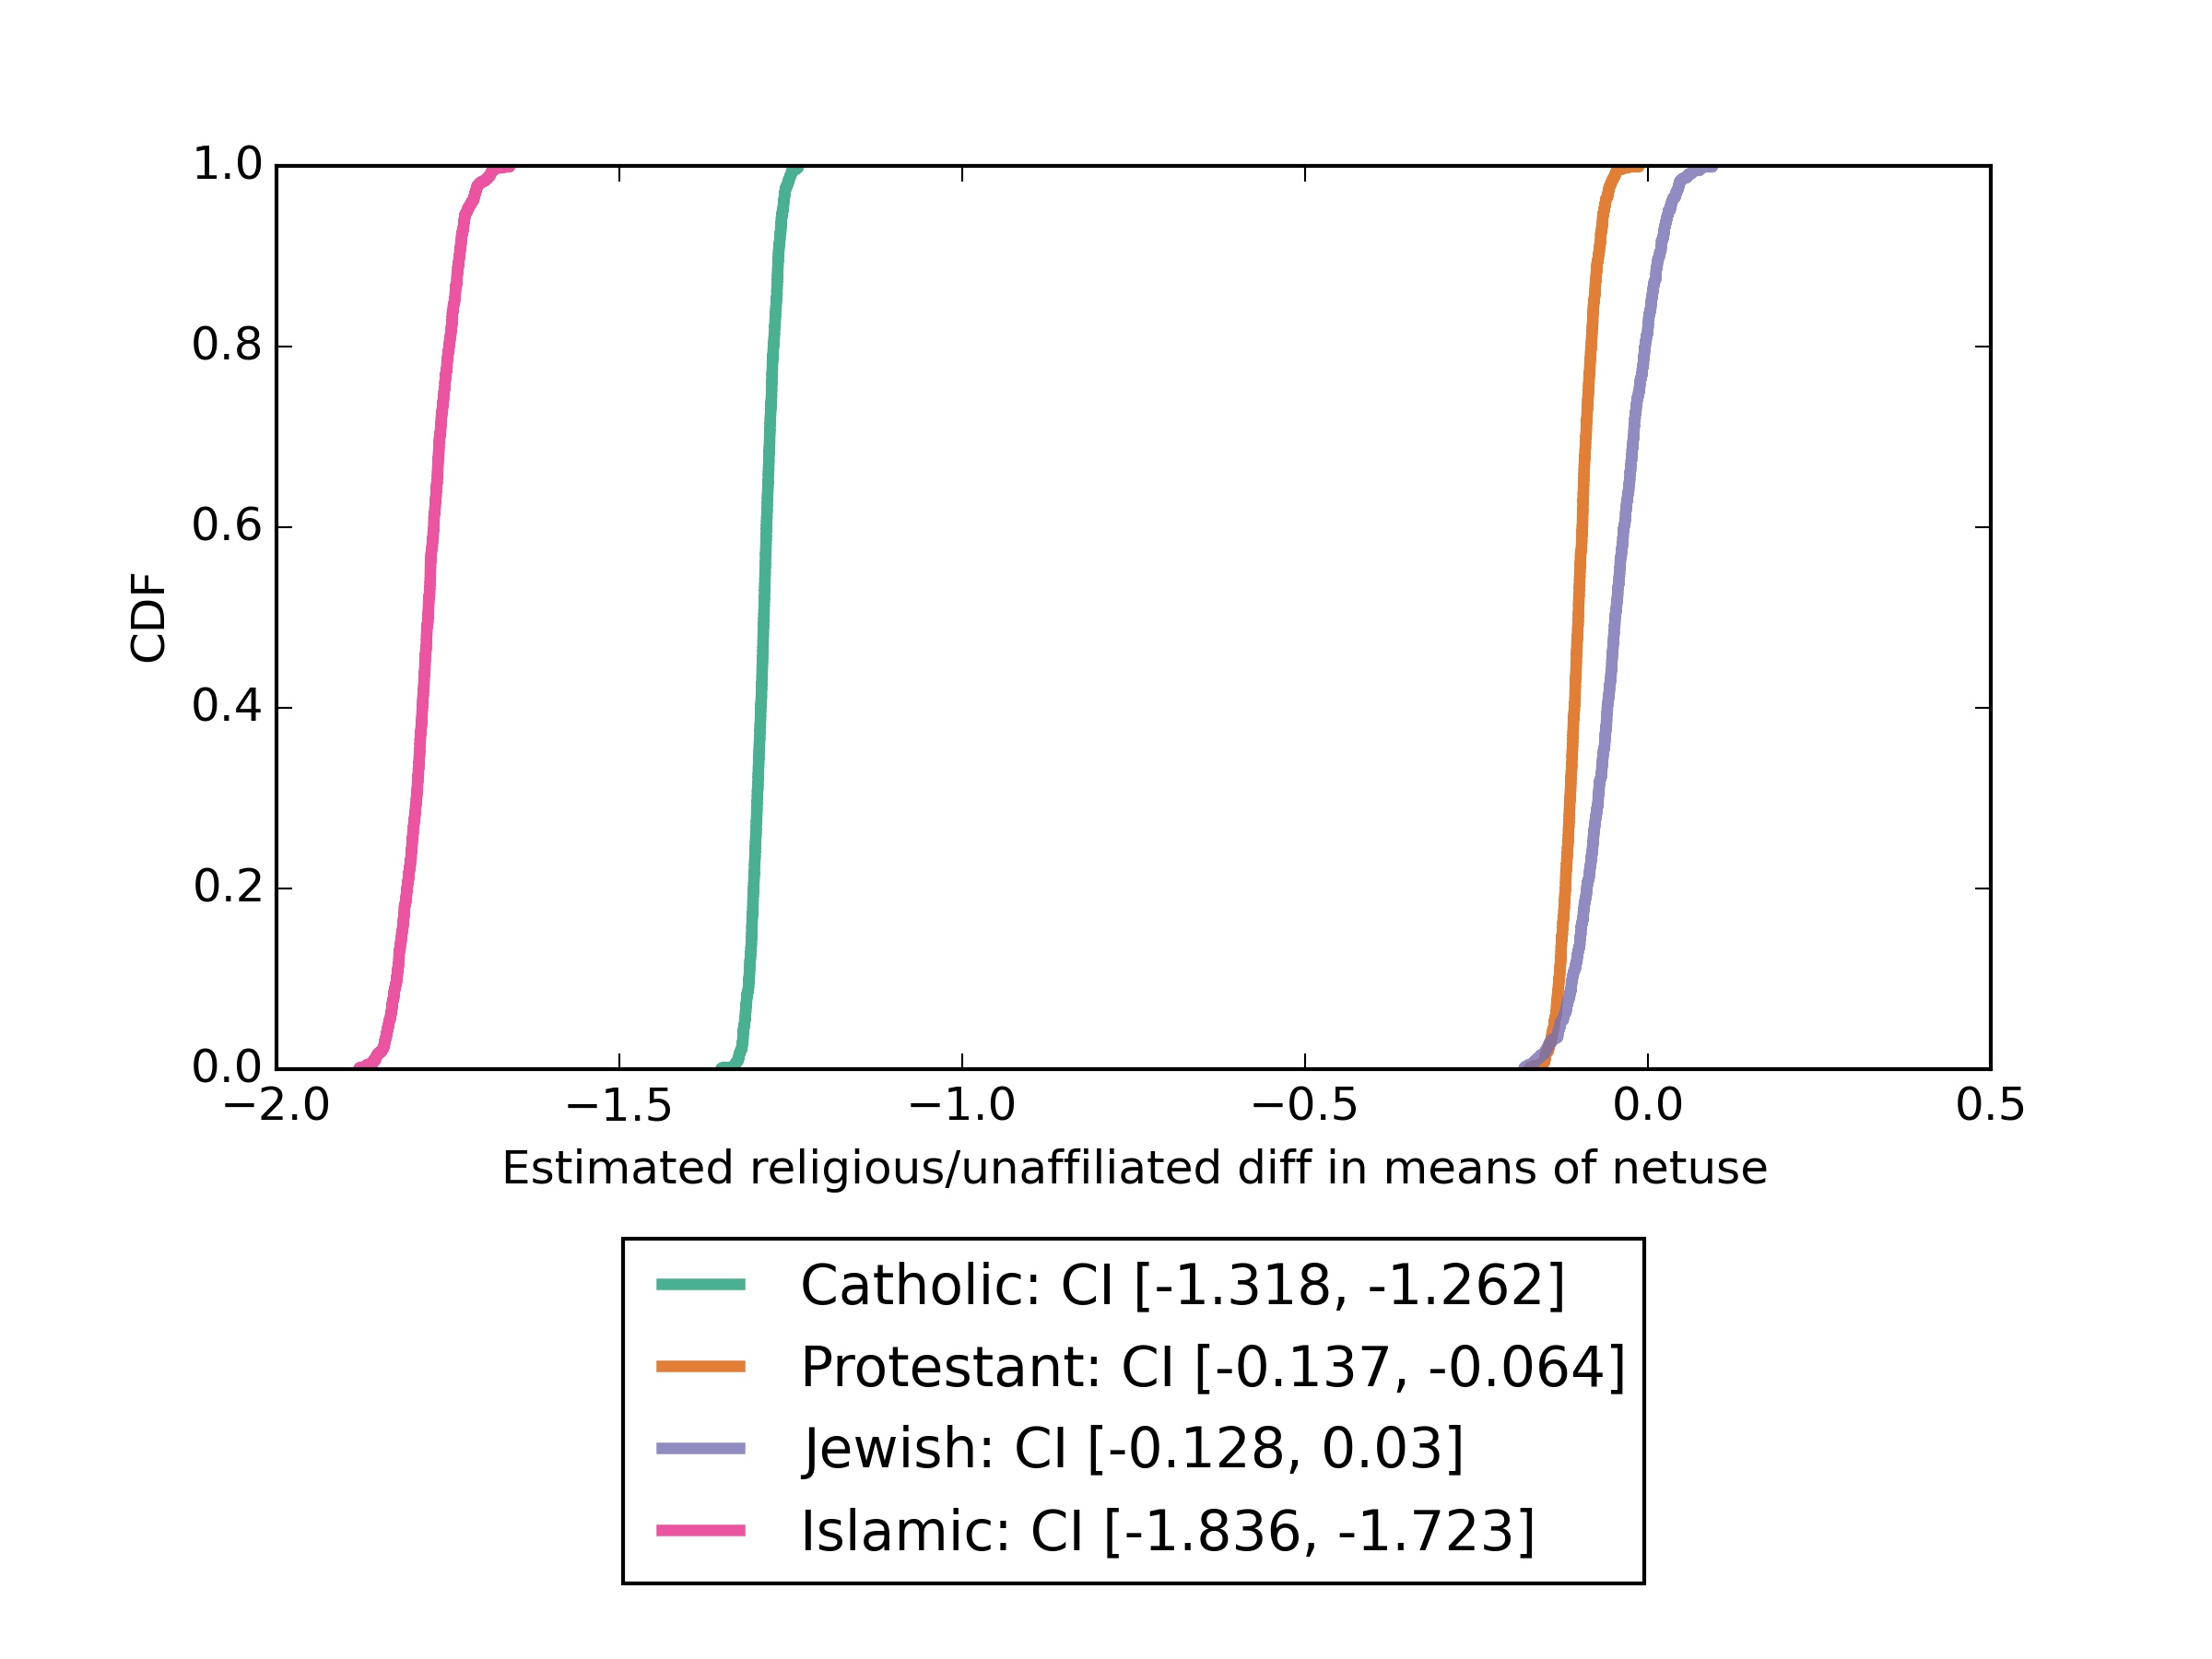 1.0
0.8
0.6
0.4
0.2
0.0
CDF
−2.0 −1.5 −1.0 −0.5 0.0 0.5
Estimated religious/unaffiliated diff in means of netuse
Catholic: CI [-1.318, -1.262]
Protestant: CI [-0.137, -0.064]
Jewish: CI [-0.128, 0.03]
Islamic: CI [-1.836, -1.723]